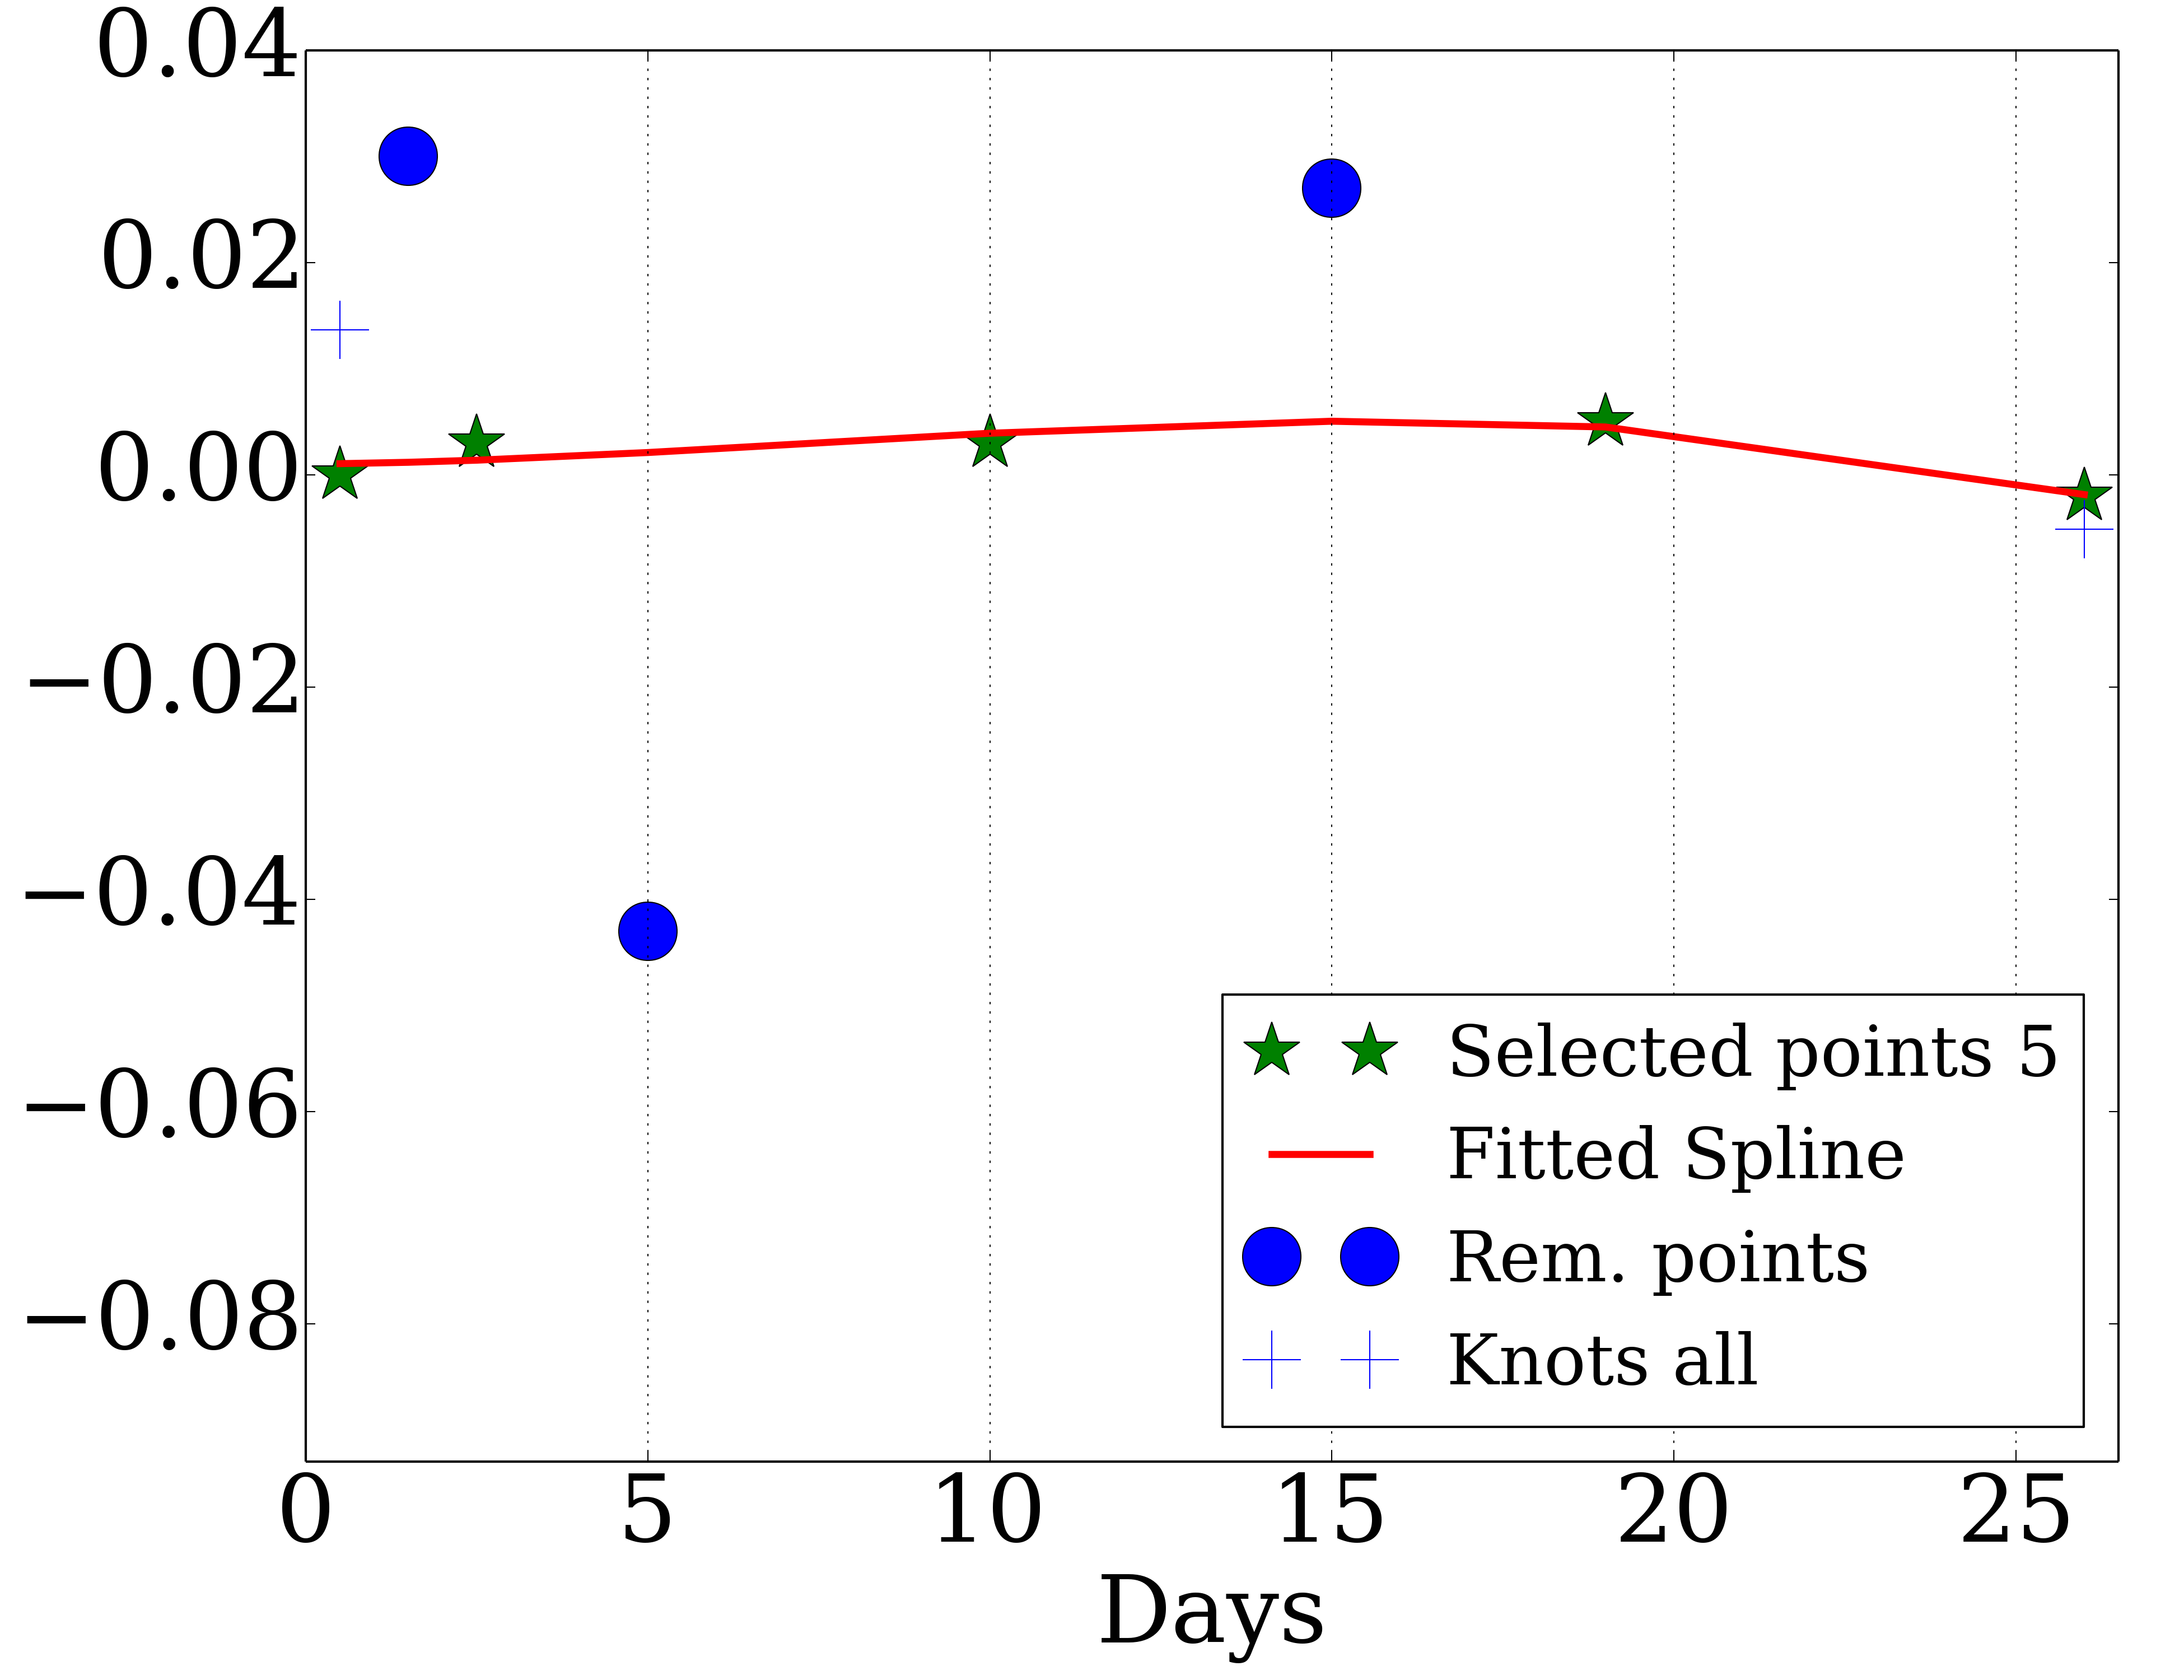 0.04
0.02
0.00
−0.02
−0.04
−0.06
−0.08
0 5 10 15 20 25
Days
Selected points 5
Fitted Spline
Rem. points
Knots all